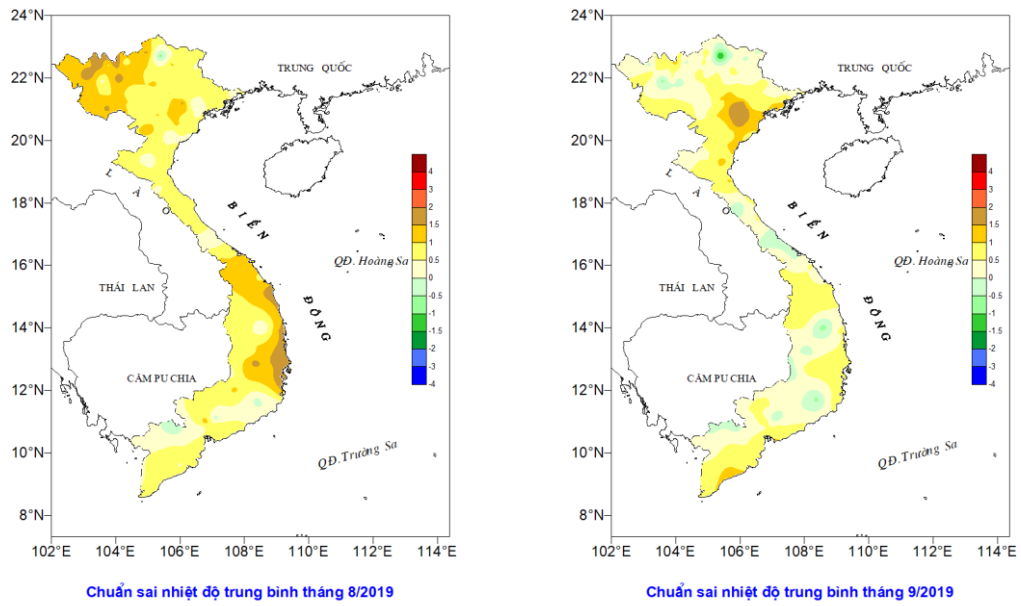 24°N
22°N
20°N
18°N
16°N
14°N
12°N
10°N
8°N
102°E
104°E
106°E
108°E
110°E
112°E
114°E
TRUNG QUỐC
LÀO
BIỂN
ĐÔNG
QĐ. Hoàng Sa
THÁI LAN
CĂM PU CHIA
QĐ. Trường Sa
4
3
2
1.5
1
0.5
0
-0.5
-1
-1.5
-2
-3
-4
Chuẩn sai nhiệt độ trung bình tháng 8/2019
24°N
22°N
20°N
18°N
16°N
14°N
12°N
10°N
8°N
102°E
104°E
106°E
108°E
110°E
112°E
114°E
TRUNG QUỐC
LÀO
BIỂN
ĐÔNG
QĐ. Hoàng Sa
THÁI LAN
CĂM PU CHIA
QĐ. Trường Sa
4
3
2
1.5
1
0.5
0
-0.5
-1
-1.5
-2
-3
-4
Chuẩn sai nhiệt độ trung bình tháng 9/2019